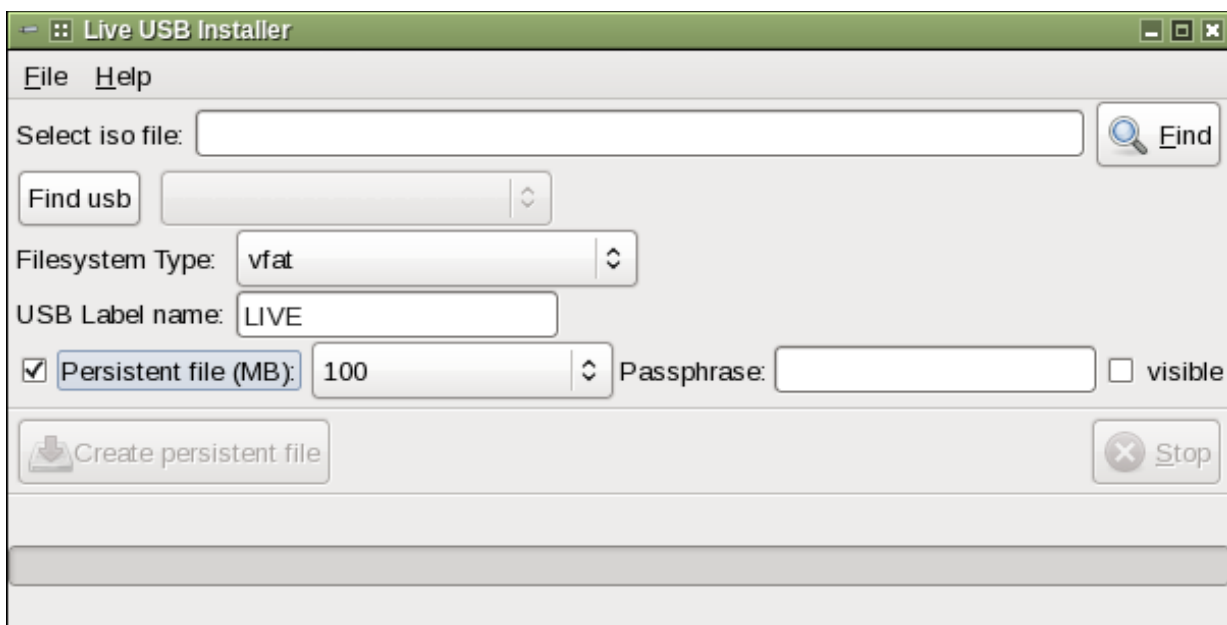 Live USB Installer
File Help
Select iso file: Find
Find usb
Filesystem Type: vfat
USB Label name: LIVE
Persistent file (MB): 100 Passphrase: visible
Create persistent file Stop